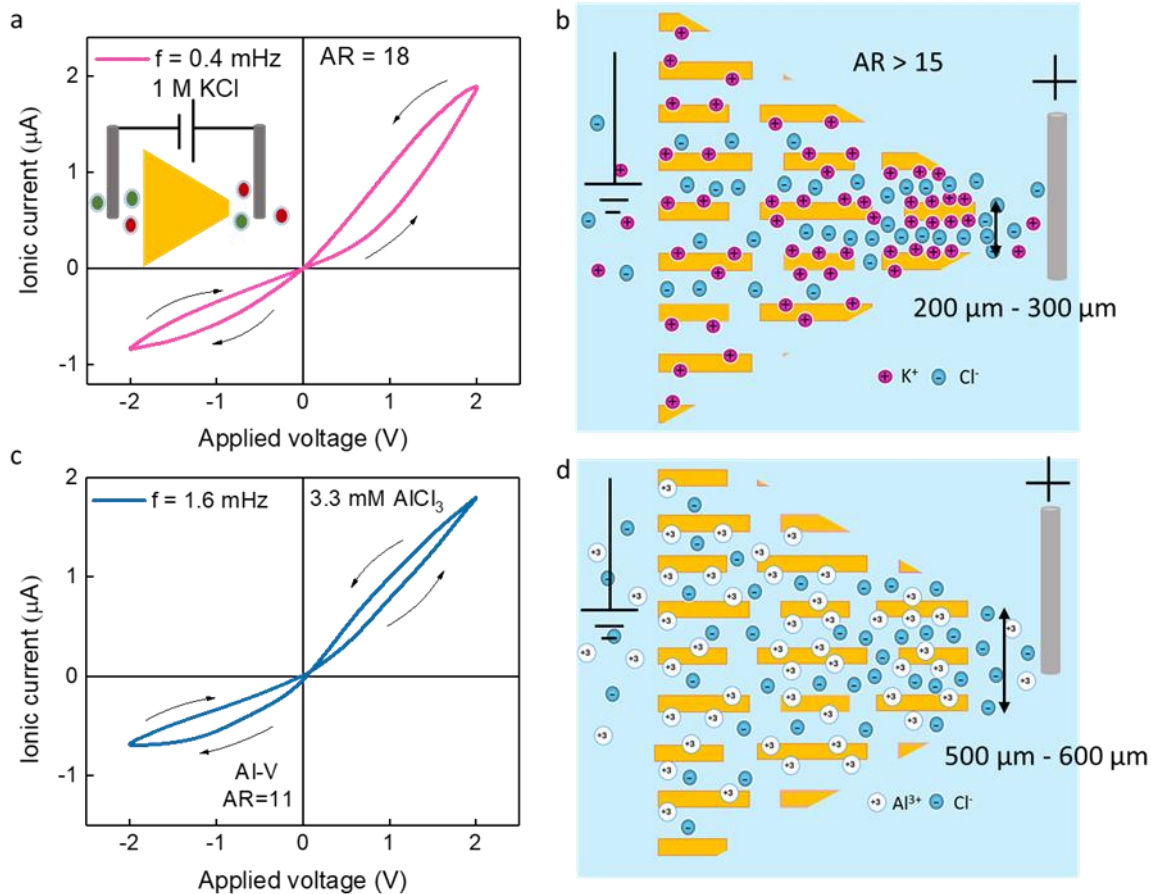 a
f = 0.4 mHz
1 M KCl
AR = 18
Ionic current (μA)
2
1
0
-1
-2 -1 0 1 2
Applied voltage (V)
b
AR > 15
+
200 μm - 300 μm
+ K⁺ - Cl⁻
c
f = 1.6 mHz
3.3 mM AlCl₃
Ionic current (μA)
2
1
0
-1
Al-V
AR=11
-2 -1 0 1 2
Applied voltage (V)
d
+
500 μm - 600 μm
+3 Al³⁺ - Cl⁻